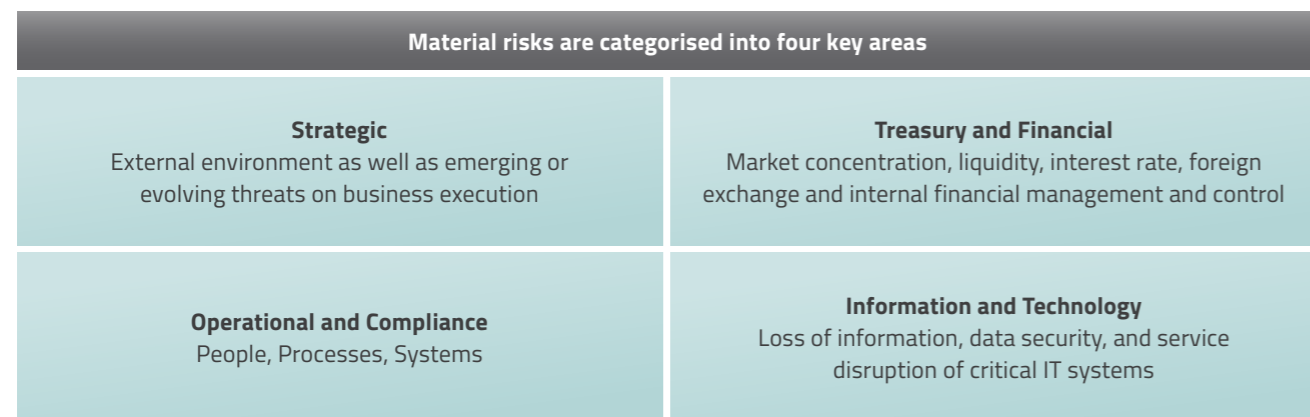 Material risks are categorised into four key areas
Strategic
External environment as well as emerging or
evolving threats on business execution
Treasury and Financial
Market concentration, liquidity, interest rate, foreign
exchange and internal financial management and control
Operational and Compliance
People, Processes, Systems
Information and Technology
Loss of information, data security, and service
disruption of critical IT systems